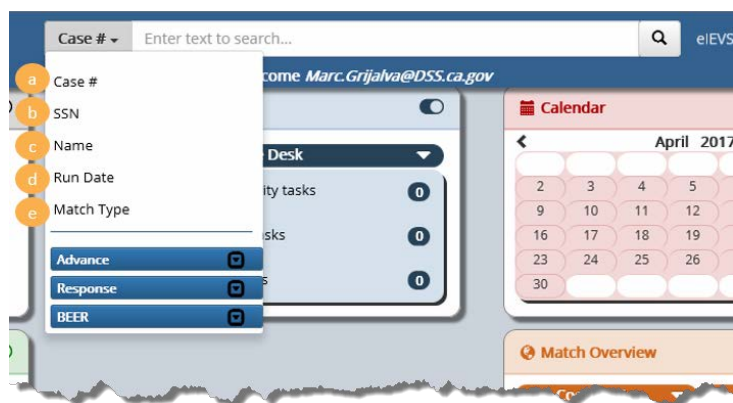 Case # Enter text to search... eIEVS
come Marc.Grijalva@DSS.ca.gov
a Case #
b SSN
c Name
d Run Date
e Match Type
Advance
Response
BEER
Desk
ity tasks 0
sks 0
s 0
Calendar
April 2017
2 3 4 5
9 10 11 12
16 17 18 19
23 24 25 26
30
Match Overview